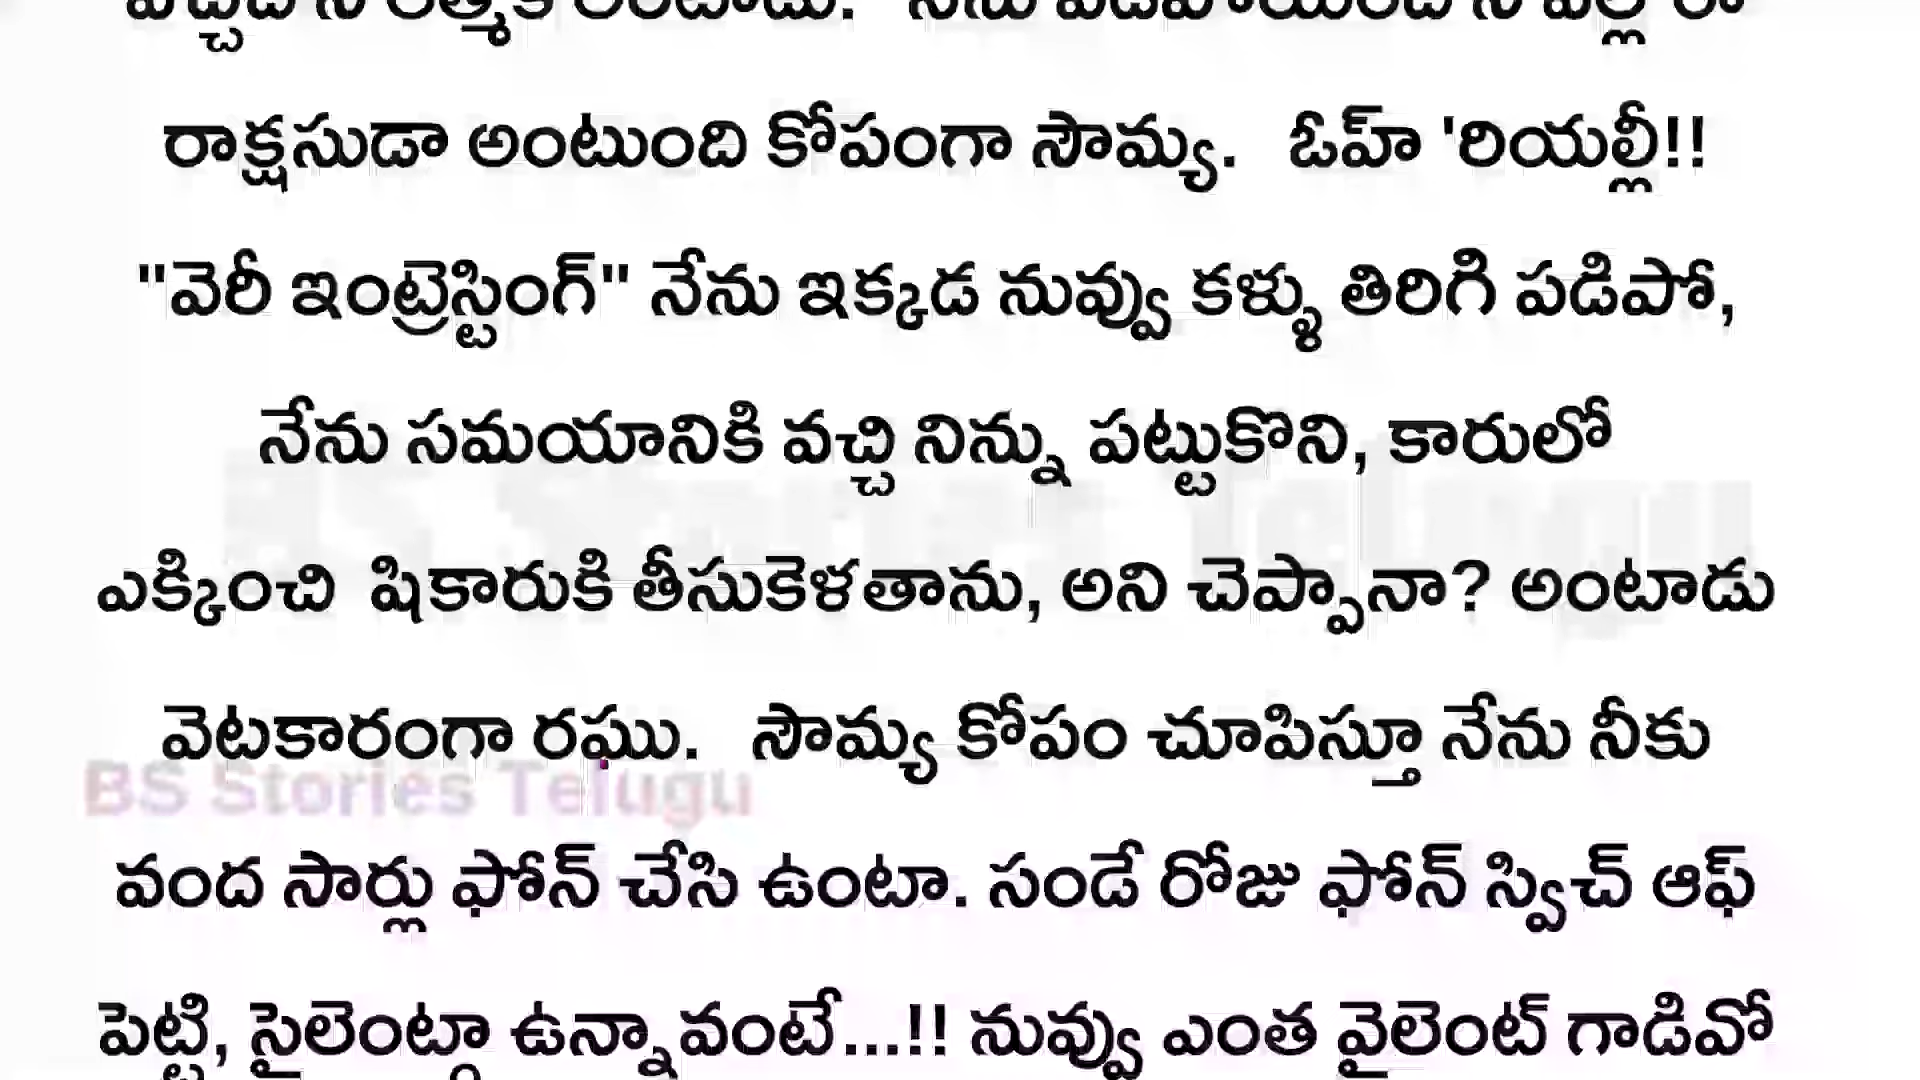 రాక్షసుడా అంటుంది కోపంగా సౌమ్య. ఓహ్ 'రియల్లీ!!
"వెరీ ఇంట్రెస్టింగ్" నేను ఇక్కడ నువ్వు కళ్ళు తిరిగి పడిపో,
నేను సమయానికి వచ్చి నిన్ను పట్టుకొని, కారులో
ఎక్కించి షికారుకి తీసుకెళతాను, అని చెప్పానా? అంటాడు
వెటకారంగా రఘు. సౌమ్య కోపం చూపిస్తూ నేను నీకు
BS Stories Telugu
వంద సార్లు ఫోన్ చేసి ఉంటా. సండే రోజు ఫోన్ స్విచ్ ఆఫ్
పెట్టి, సైలెంట్గా ఉన్నావంటే...!! నువ్వు ఎంత వైలెంట్ గాడివో